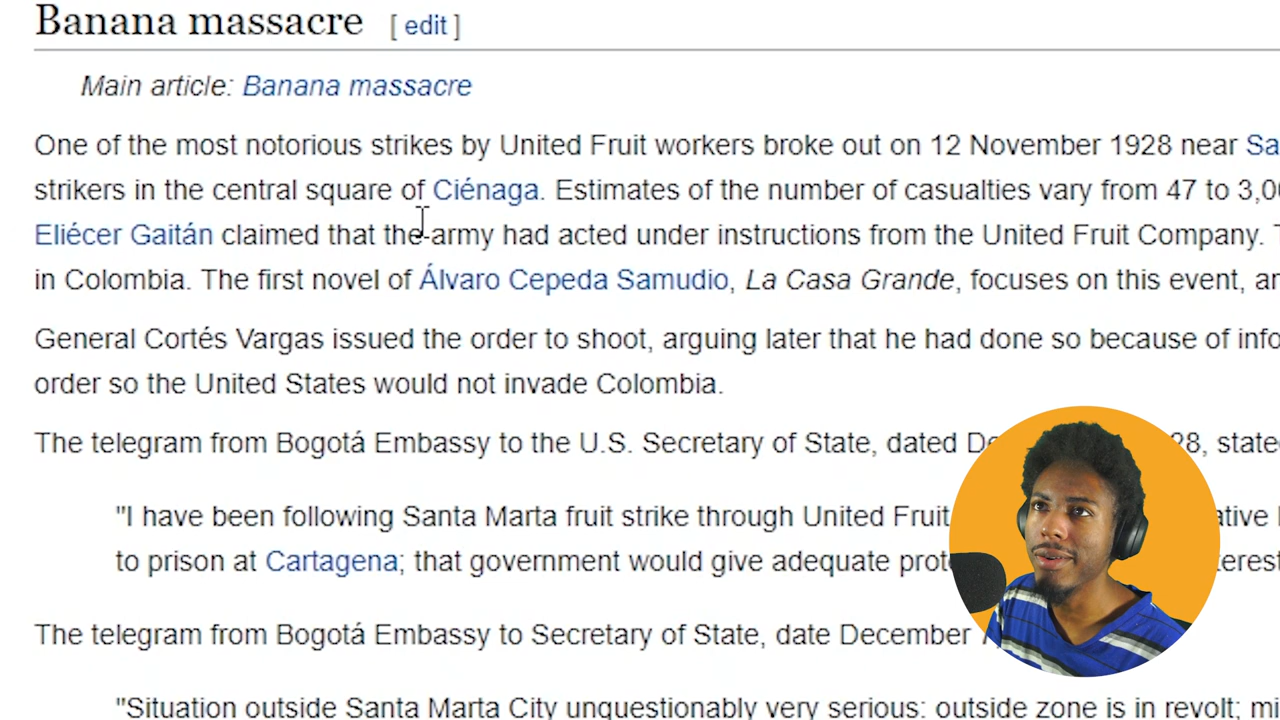 Banana massacre [ edit ]
Main article: Banana massacre
One of the most notorious strikes by United Fruit workers broke out on 12 November 1928 near
strikers in the central square of Ciénaga. Estimates of the number of casualties vary from 47 to
Eliécer Gaitán claimed that the army had acted under instructions from the United Fruit Company.
in Colombia. The first novel of Álvaro Cepeda Samudio, La Casa Grande, focuses on this event,
General Cortés Vargas issued the order to shoot, arguing later that he had done so because of
order so the United States would not invade Colombia.
The telegram from Bogotá Embassy to the U.S. Secretary of State, dated
"I have been following Santa Marta fruit strike through United Fruit
to prison at Cartagena; that government would give adequate
The telegram from Bogotá Embassy to Secretary of State, date December
"Situation outside Santa Marta City unquestionably very serious: outside zone is in revolt;